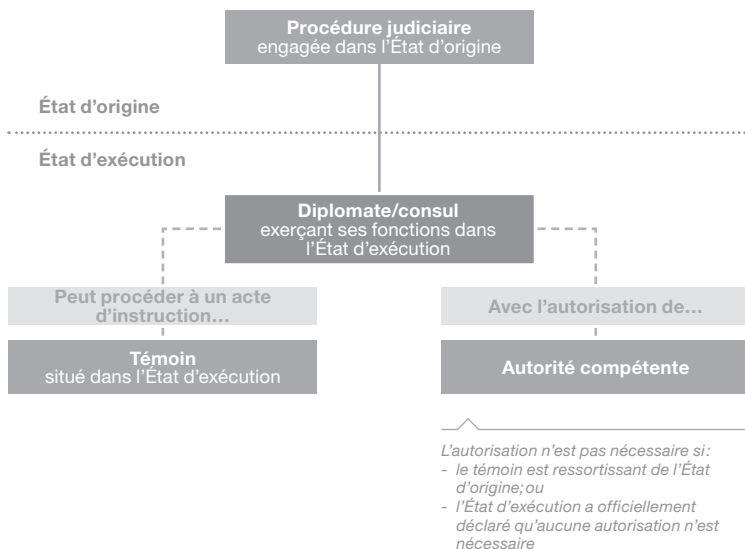 Procédure judiciaire
engagée dans l'État d'origine
État d'origine
État d'exécution
Diplomate/consul
exerçant ses fonctions dans
l'État d'exécution
Peut procéder à un acte
d'instruction…
Avec l'autorisation de…
Témoin
situé dans l'État d'exécution
Autorité compétente
L'autorisation n'est pas nécessaire si:
- le témoin est ressortissant de l'État
d'origine;ou
- l'État d'exécution a officiellement
déclaré qu'aucune autorisation n'est
nécessaire